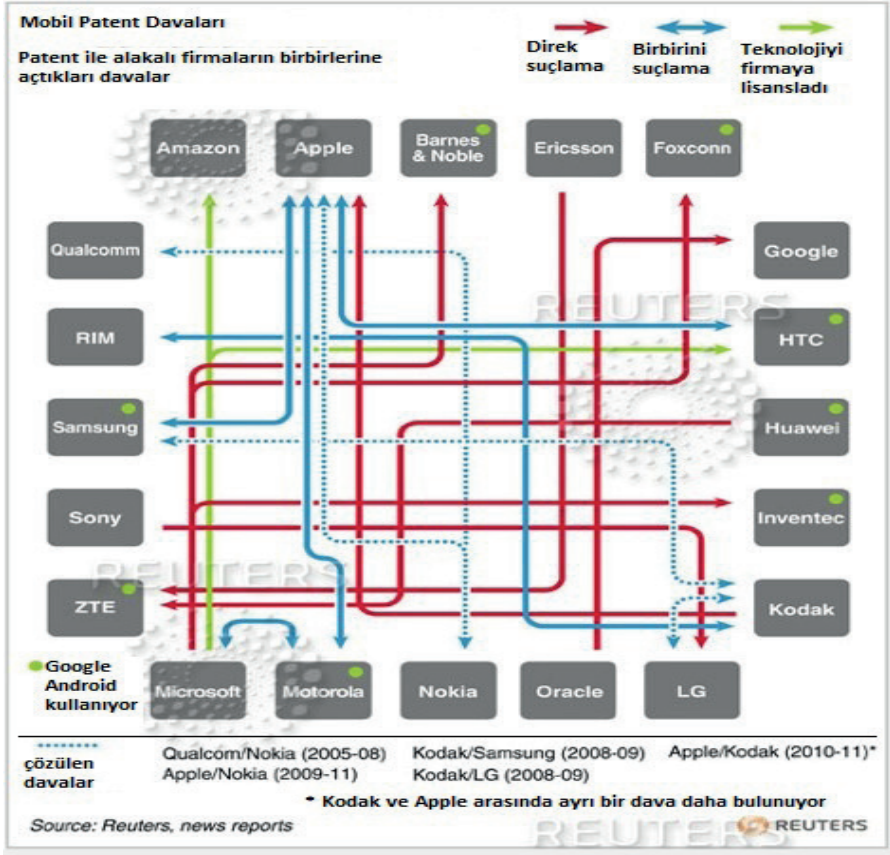 Mobil Patent Davaları
Patent ile alakalı firmaların birbirlerine
açtıkları davalar
Direk
suçlama
Birbirini
suçlama
Teknolojiyi
firmaya
lisansladı
Amazon
Apple
Barnes
& Noble
Ericsson
Foxconn
Qualcomm
Google
REUTERS
RIM
HTC
Samsung
Huawei
Sony
Inventec
REUTERS
ZTE
Kodak
Google
Android
kullanıyor
Microsoft
Motorola
Nokia
Oracle
LG
çözülen
davalar
Qualcom/Nokia (2005-08)
Kodak/Samsung (2008-09)
Apple/Kodak (2010-11)*
Apple/Nokia (2009-11)
Kodak/LG (2008-09)
* Kodak ve Apple arasında ayrı bir dava daha bulunuyor
Source: Reuters, news reports
REUTERS
REUTERS